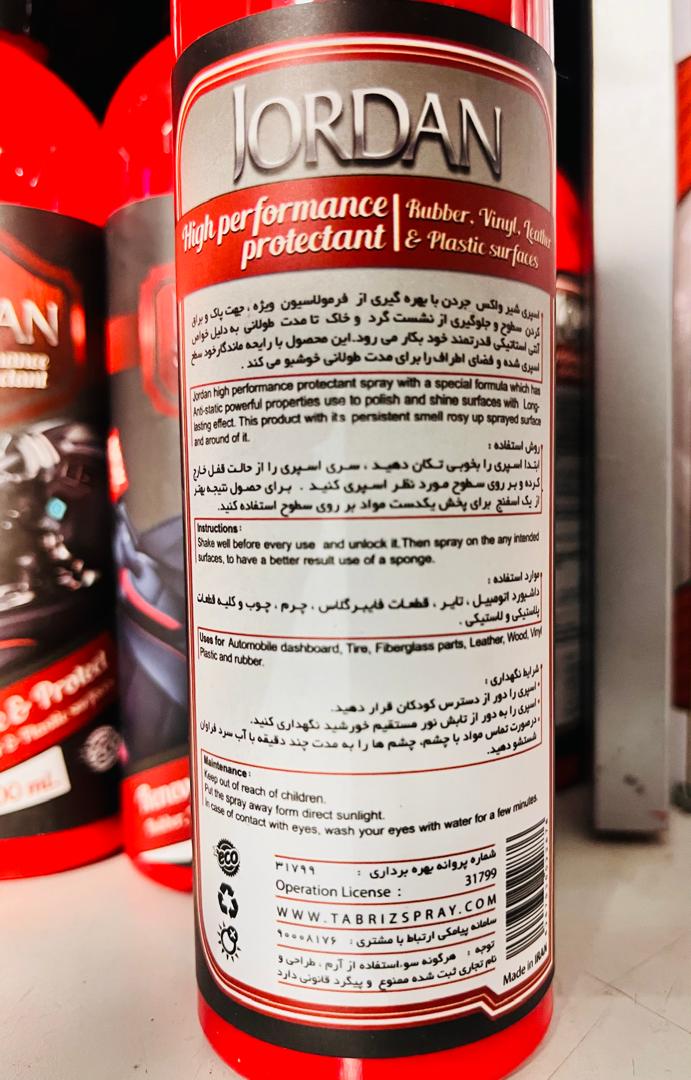 JORDAN
High performance protectant
Rubber, Vinyl, Leather & Plastic surfaces
اسپری شیر واکس جردن با بهره گیری از فرمولاسیون ویژه ، جهت پاک و براق
کردن سطوح و جلوگیری از نشست گرد و خاک تا مدت طولانی به دلیل خواص
آنتی استاتیکی قدرتمند خود بکار می رود.این محصول با رایحه ماندگار خود سطح
اسپری شده و فضای اطراف را برای مدت طولانی خوشبو می کند .
Jordan high performance protectant spray with a special formula which has
Anti-static powerful properties use to polish and shine surfaces with Long-
lasting effect. This product with its persistent smell rosy up sprayed surface
and around of it.
روش استفاده :
ابتدا اسپری را بخوبی تکان دهید ، سری اسپری را از حالت قفل خارج
کرده و بر روی سطوح مورد نظر اسپری کنید . برای حصول نتیجه بهتر
از یک اسفنج برای پخش یکدست مواد بر روی سطوح استفاده کنید.
Instructions:
Shake well before every use and unlock it.Then spray on the any intended
surfaces, to have a better result use of a sponge.
موارد استفاده :
داشبورد اتومبیل ، تایر ، قطعات فایبرگلاس ، چرم ، چوب و کلیه قطعات
پلاستیکی و لاستیکی .
Uses for Automobile dashboard, Tire, Fiberglass parts, Leather, Wood, Vinyl
Plastic and rubber.
شرایط نگهداری :
• اسپری را دور از دسترس کودکان قرار دهید.
• اسپری را به دور از تابش نور مستقیم خورشید نگهداری کنید.
• درصورت تماس مواد با چشم، چشم ها را به مدت چند دقیقه با آب سرد فراوان
شستشو دهید.
Maintenance:
Keep out of reach of children.
Put the spray away form direct sunlight.
In case of contact with eyes, wash your eyes with water for a few minutes.
eco
شماره پروانه بهره برداری : ۳۱۷۹۹
Operation License : 31799
WWW.TABRIZSPRAY.COM
سامانه پیامکی ارتباط با مشتری : ۹۰۰۰۸۱۷۶
توجه : هرگونه سوءاستفاده از آرم ، طراحی و
نام تجاری ثبت شده ممنوع و پیگرد قانونی دارد
Made in IRAN
AN
mance
ctant
& Protect
& Plastic surfaces
00 ml.